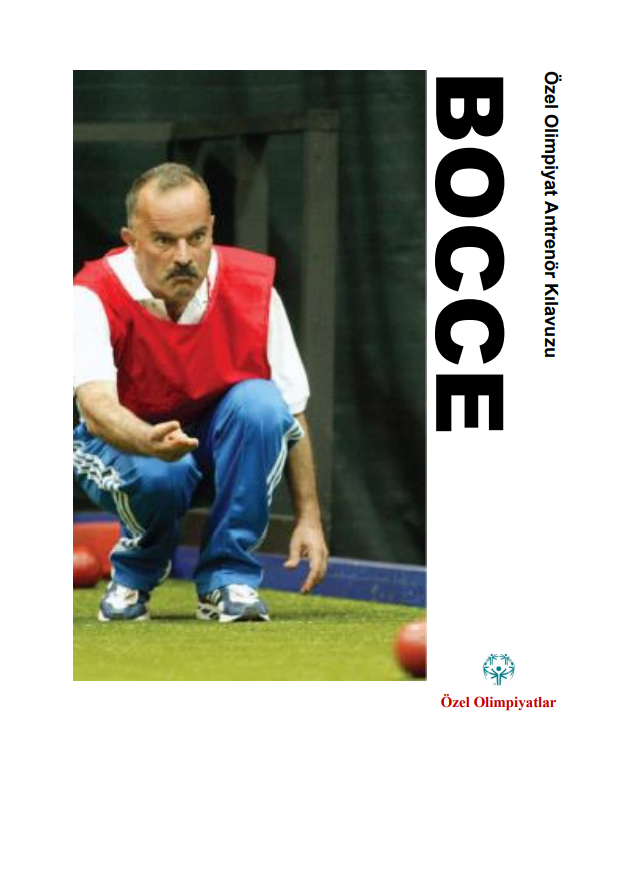 Özel Olimpiyat Antrenör Kılavuzu
BOCCE
Özel Olimpiyatlar